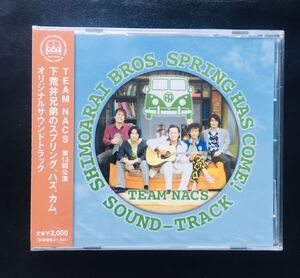 TEAM NACS 第13回公演
下荒井兄弟のスプリング、ハズ、カム。
オリジナルサウンドトラック
定価¥2,000
SHIMOARAI BROS. SPRING HAS COME!
TEAM NACS
SOUND-TRACK